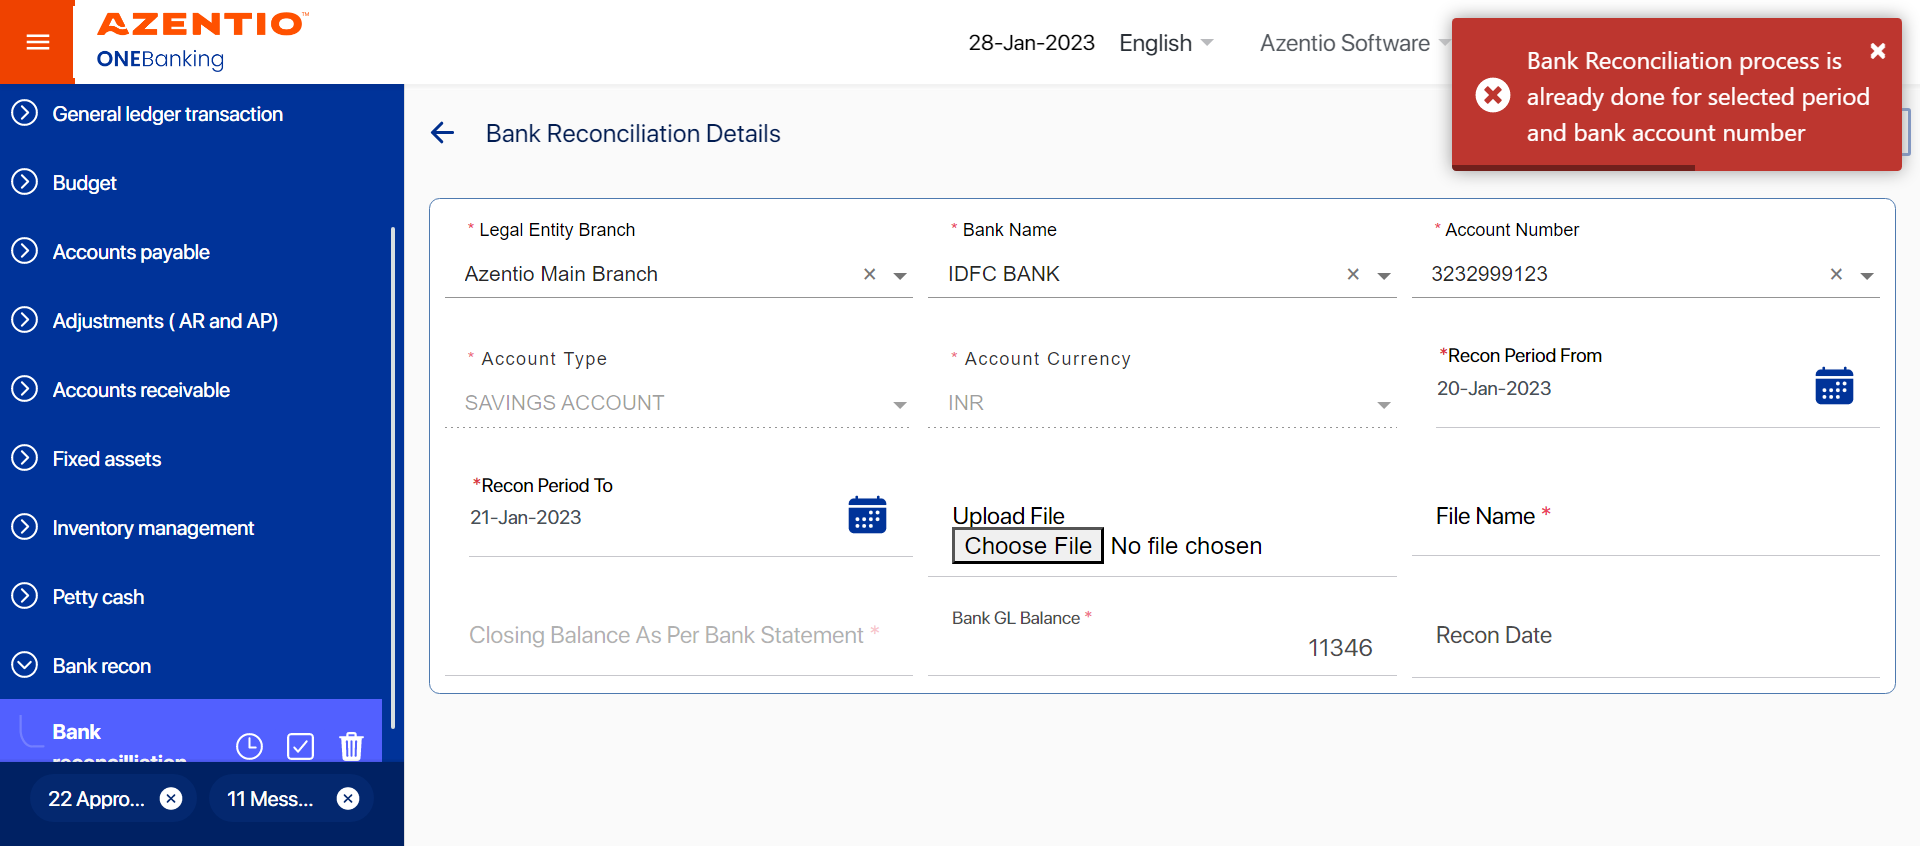 AZENTIO™
ONEBanking
28-Jan-2023
English
Azentio Software
Bank Reconciliation process is
already done for selected period
and bank account number
General ledger transaction
Budget
Accounts payable
Adjustments ( AR and AP)
Accounts receivable
Fixed assets
Inventory management
Petty cash
Bank recon
Bank
reconcilliation
22 Appro...
11 Mess...
Bank Reconciliation Details
* Legal Entity Branch
Azentio Main Branch
* Bank Name
IDFC BANK
* Account Number
3232999123
* Account Type
SAVINGS ACCOUNT
* Account Currency
INR
*Recon Period From
20-Jan-2023
*Recon Period To
21-Jan-2023
Upload File
Choose File No file chosen
File Name *
Closing Balance As Per Bank Statement *
Bank GL Balance *
11346
Recon Date